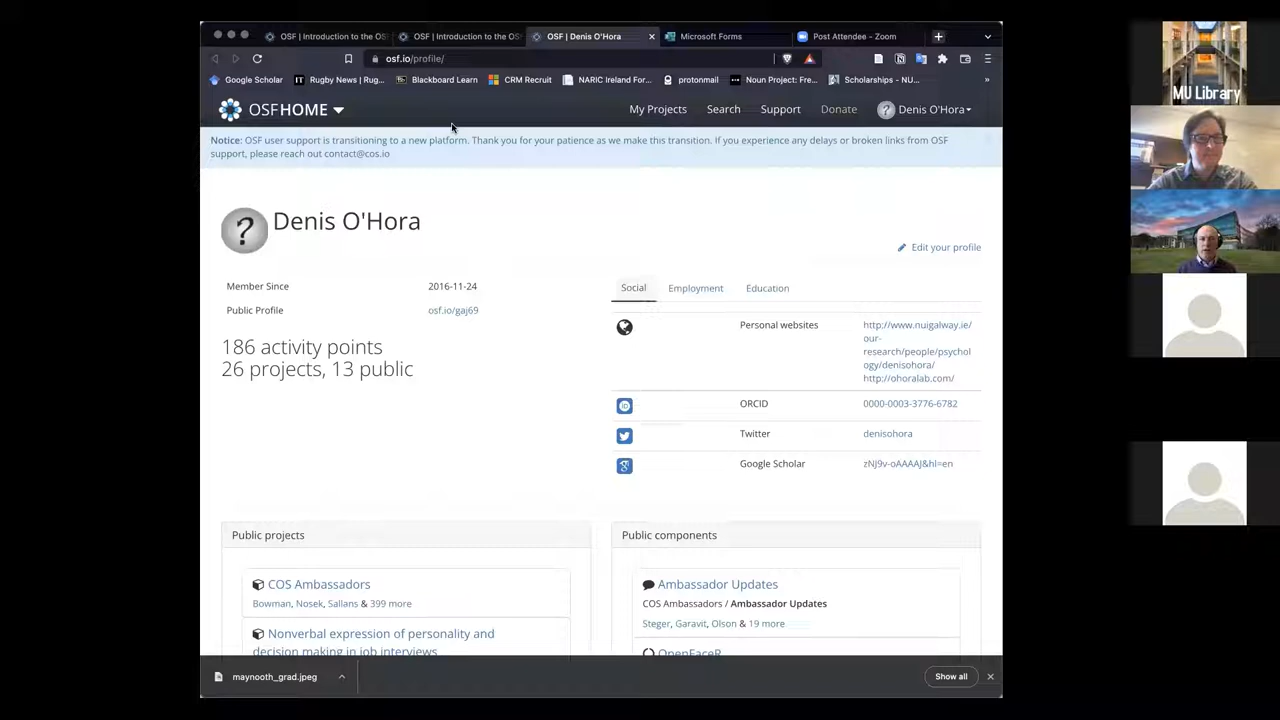 OSF | Introduction to the OS
OSF | Introduction to the OS
OSF | Denis O'Hora
Microsoft Forms
Post Attendee - Zoom
osf.io/profile/
Google Scholar
Rugby News | Rug...
Blackboard Learn
CRM Recruit
NARIC Ireland For...
protonmail
Noun Project: Fre...
Scholarships - NU...
»
OSFHOME
My Projects
Search
Support
Donate
Denis O'Hora
Notice: OSF user support is transitioning to a new platform. Thank you for your patience as we make this transition. If you experience any delays or broken links from OSF
support, please reach out contact@cos.io
Denis O'Hora
Edit your profile
Member Since 2016-11-24
Public Profile osf.io/gaj69
186 activity points
26 projects, 13 public
Social
Employment
Education
Personal websites
http://www.nuigalway.ie/
our-
research/people/psychol
ogy/denisohora/
http://ohoralab.com/
ORCID 0000-0003-3776-6782
Twitter denisohora
Google Scholar zNJ9v-oAAAAJ&hl=en
Public projects
COS Ambassadors
Bowman, Nosek, Sallans & 399 more
Nonverbal expression of personality and
decision making in job interviews
Public components
Ambassador Updates
COS Ambassadors / Ambassador Updates
Steger, Garavit, Olson & 19 more
OpenFaceR
maynooth_grad.jpeg
Show all
MU Library